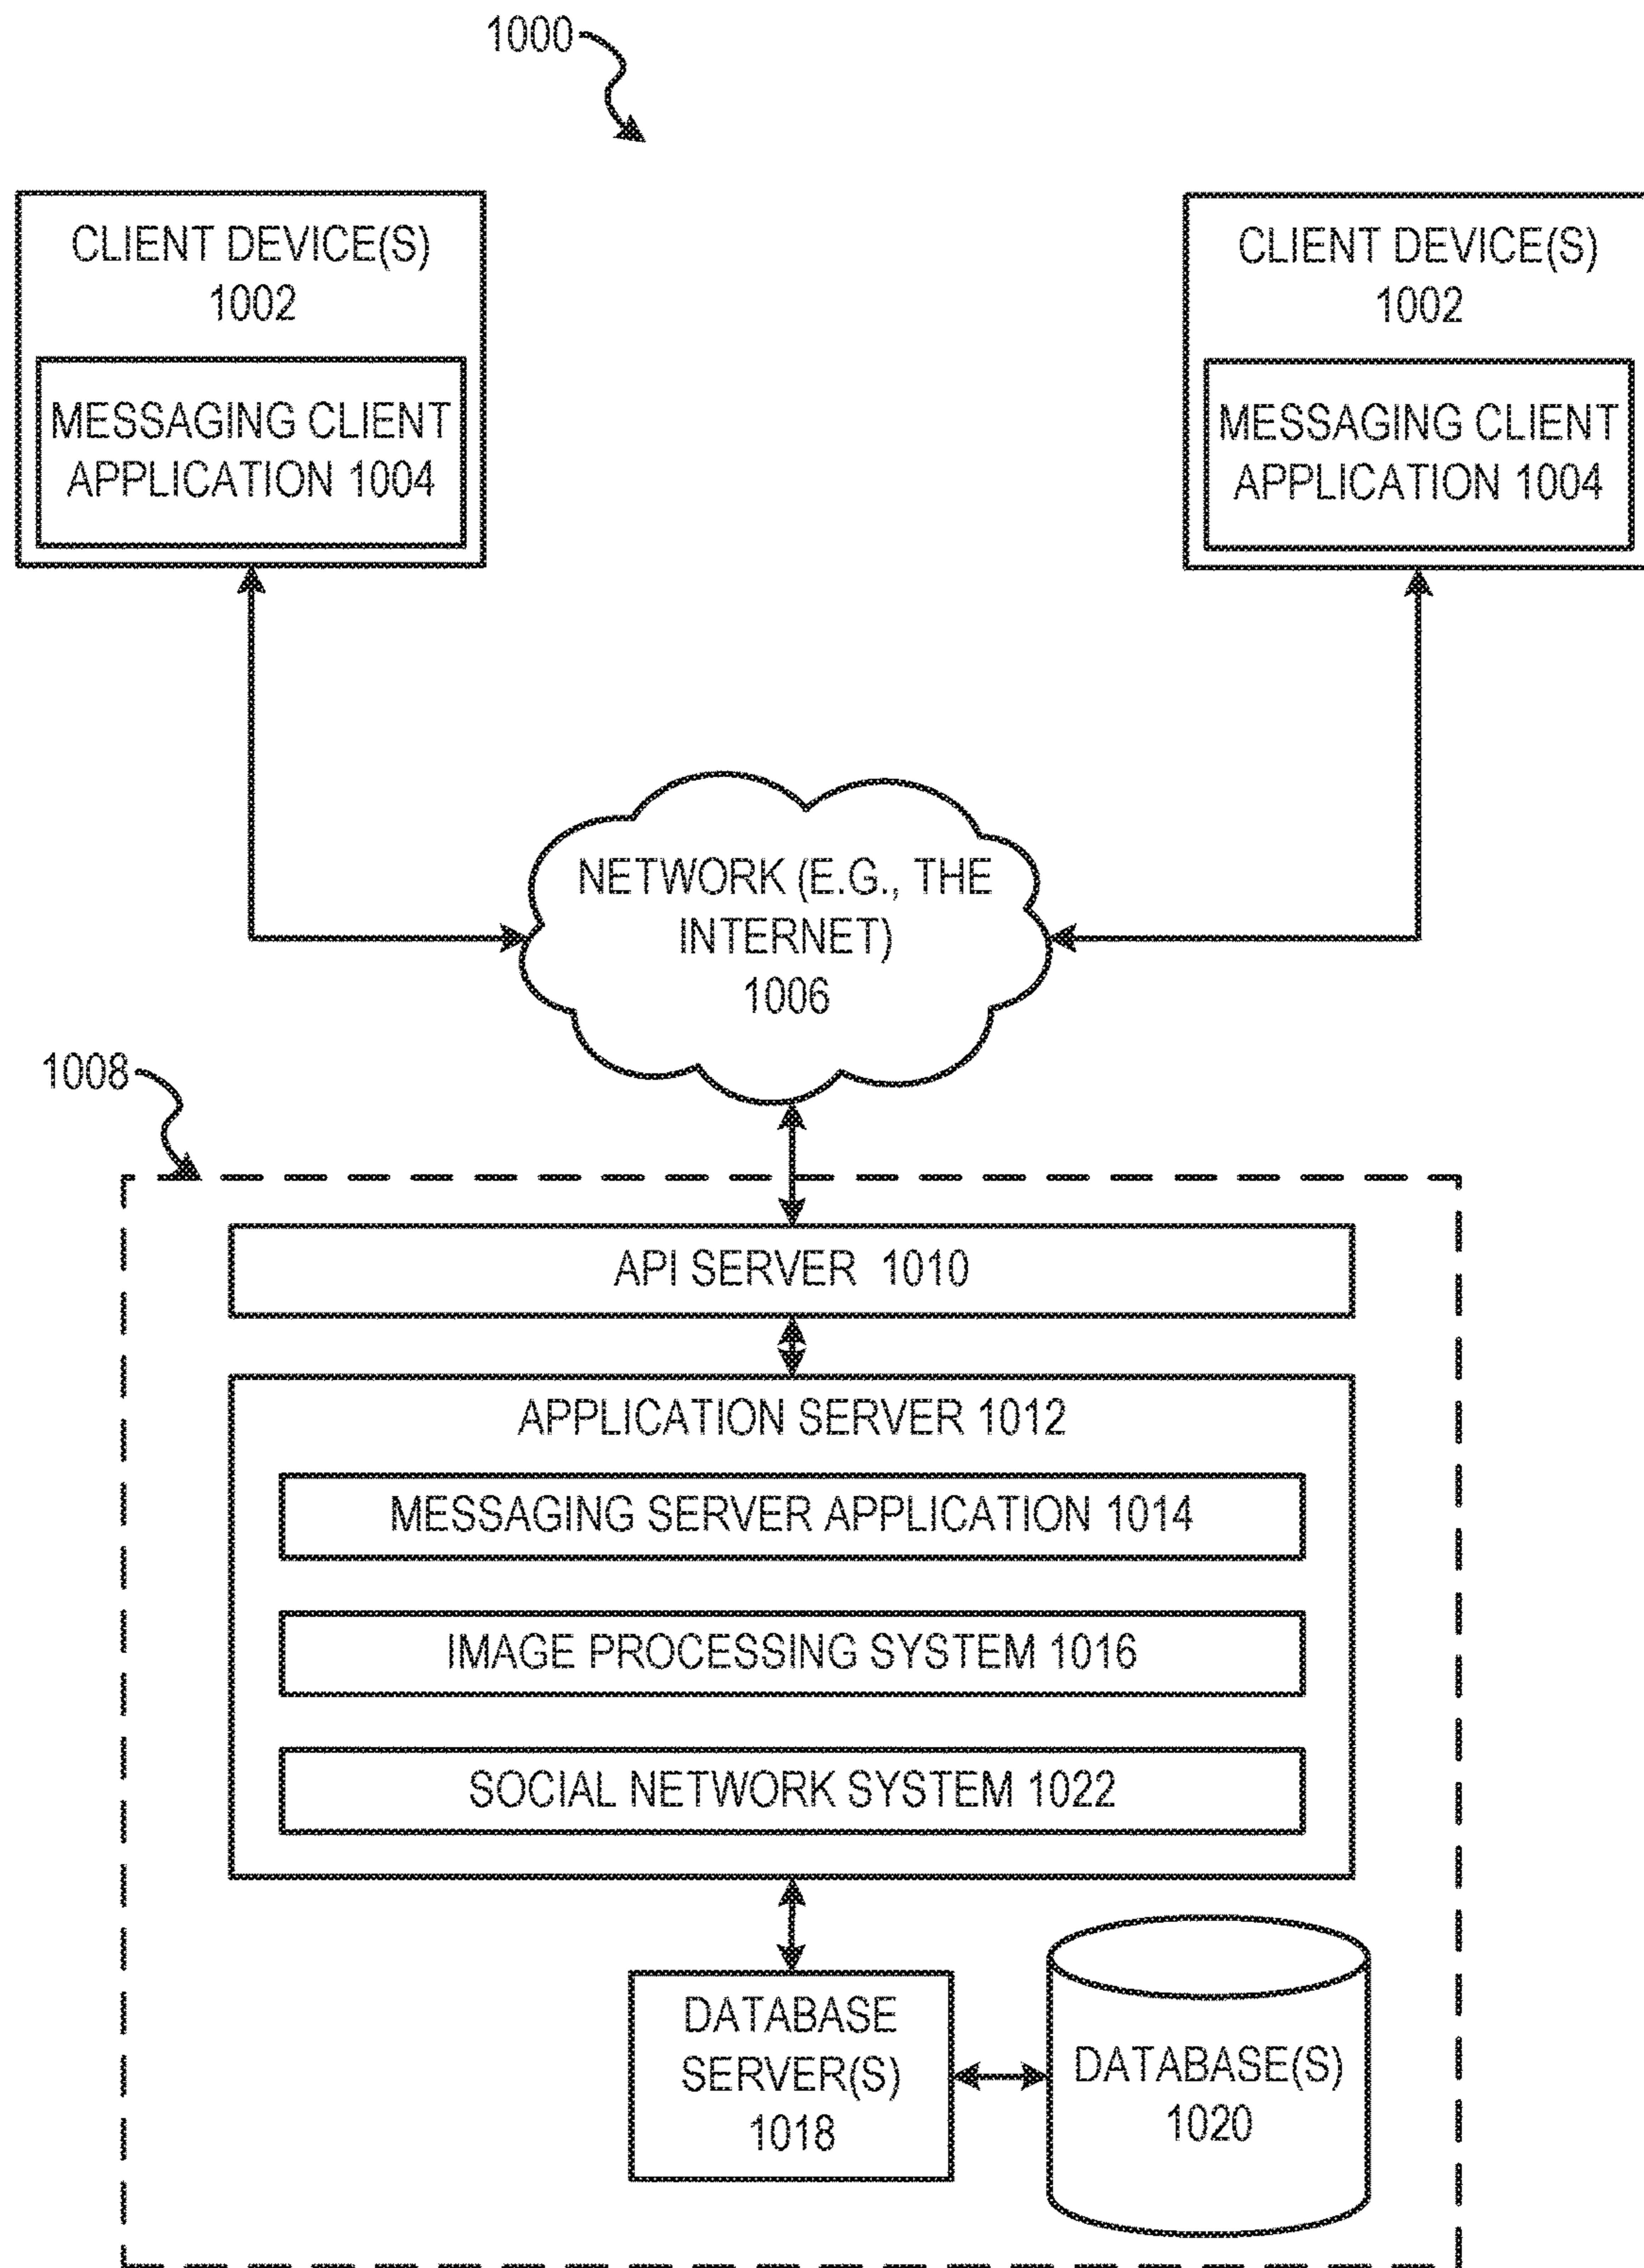 1000
CLIENT DEVICE(S)
1002
MESSAGING CLIENT
APPLICATION 1004
CLIENT DEVICE(S)
1002
MESSAGING CLIENT
APPLICATION 1004
NETWORK (E.G., THE
INTERNET)
1006
1008
API SERVER 1010
APPLICATION SERVER 1012
MESSAGING SERVER APPLICATION 1014
IMAGE PROCESSING SYSTEM 1016
SOCIAL NETWORK SYSTEM 1022
DATABASE
SERVER(S)
1018
DATABASE(S)
1020